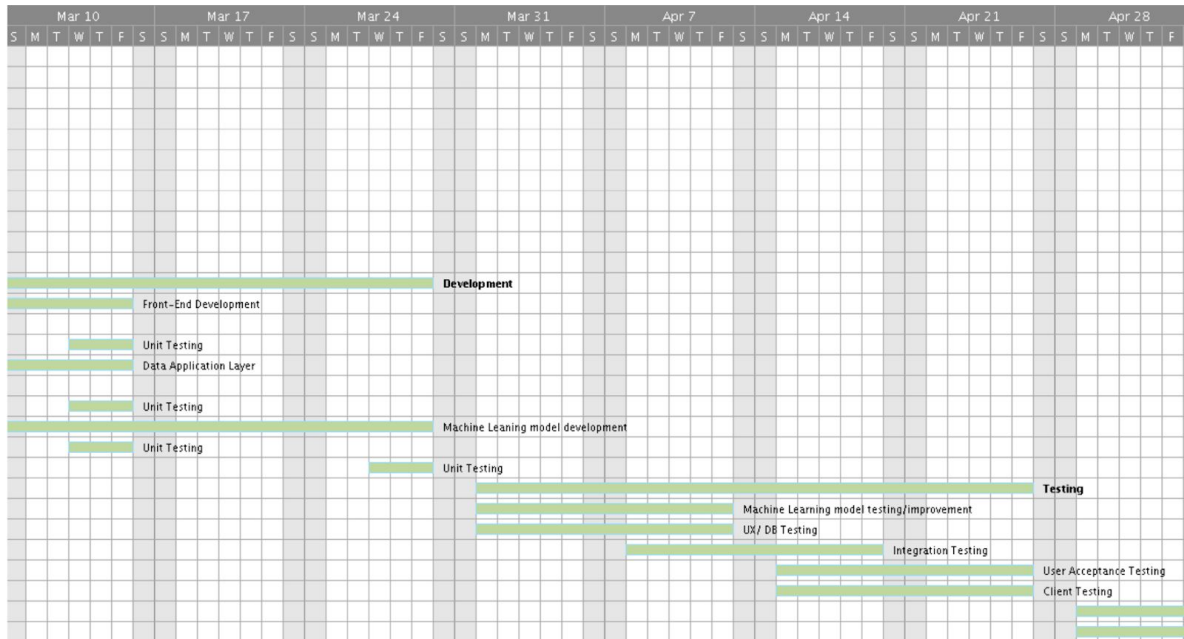 Mar 10 Mar 17 Mar 24 Mar 31 Apr 7 Apr 14 Apr 21 Apr 28
S M T W T F S S M T W T F S S M T W T F S S M T W T F S S M T W T F S S M T W T F S S M T W T F S S M T W T F
Development
Front-End Development
Unit Testing
Data Application Layer
Unit Testing
Machine Leaning model development
Unit Testing
Unit Testing
Testing
Machine Learning model testing/improvement
UX/ DB Testing
Integration Testing
User Acceptance Testing
Client Testing